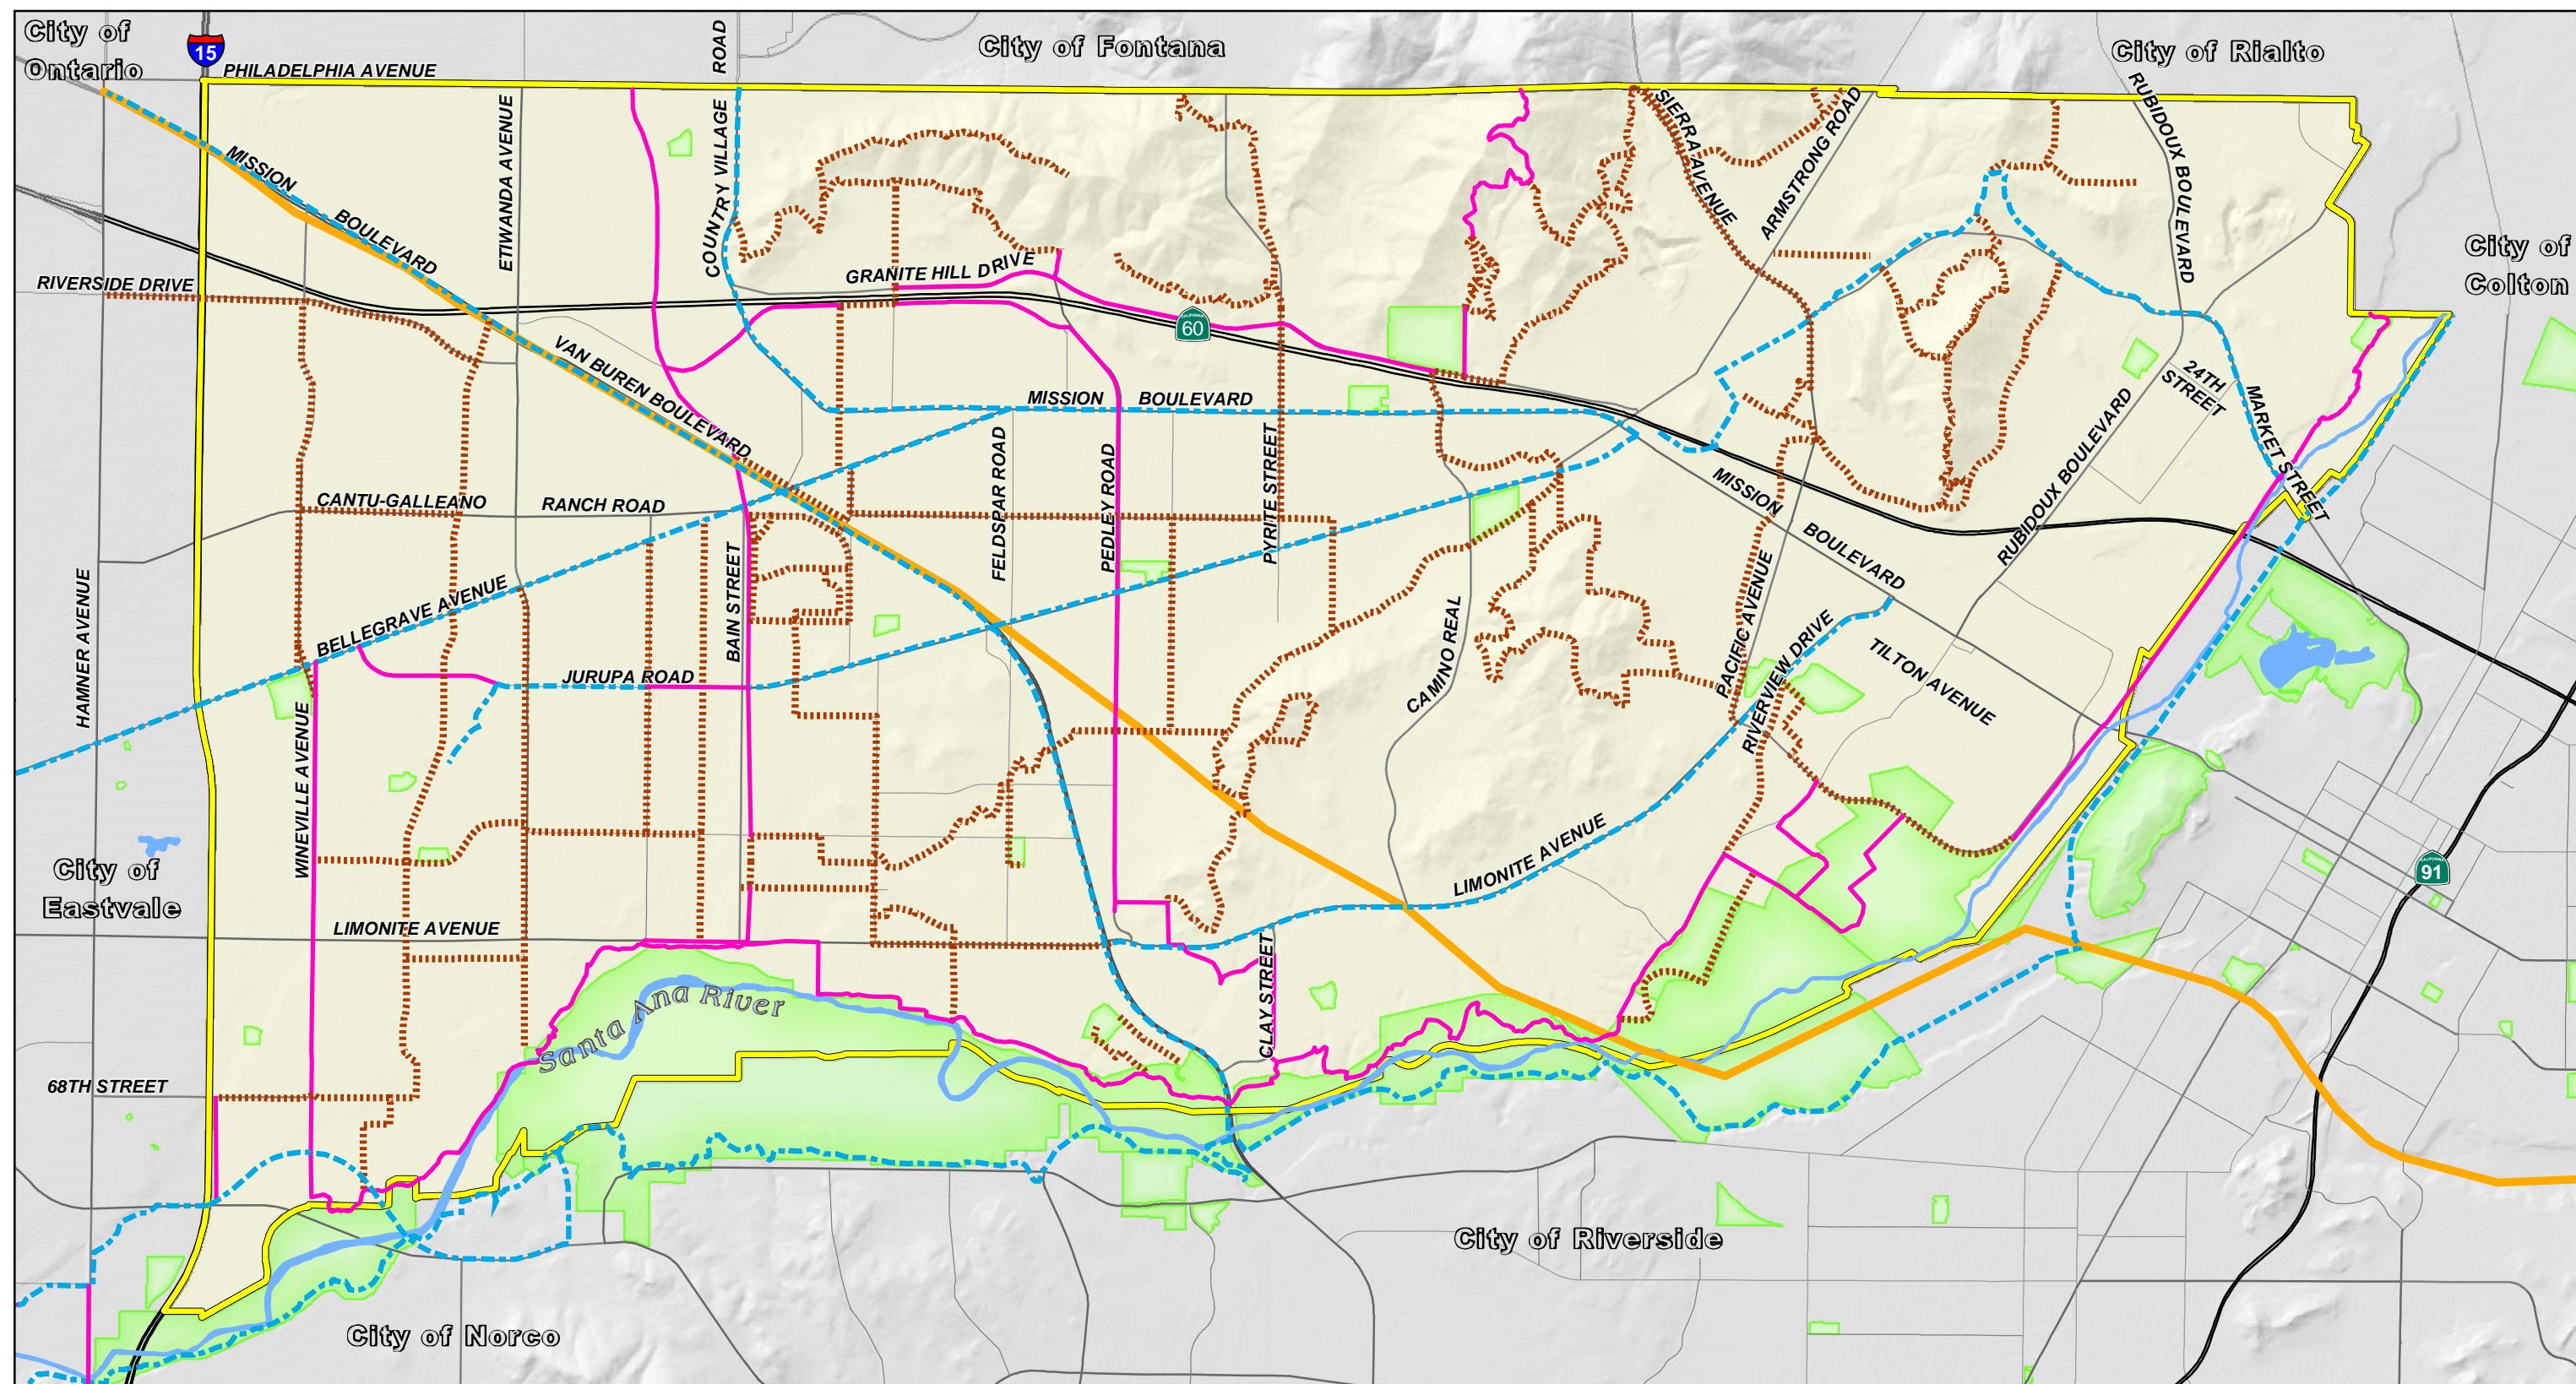 City of
Ontario
15
PHILADELPHIA AVENUE
ROAD
COUNTRY VILLAGE
City of Fontana
City of Rialto
RUBIDOUX BOULEVARD
SIERRA AVENUE
ARMSTRONG ROAD
ETIWANDA AVENUE
MISSION
BOULEVARD
RIVERSIDE DRIVE
GRANITE HILL DRIVE
City of
Colton
CALIFORNIA
60
VAN BUREN BOULEVARD
MISSION BOULEVARD
24TH
STREET
MARKET STREET
RUBIDOUX BOULEVARD
CANTU-GALLEANO RANCH ROAD
FELDSPAR ROAD
PEDLEY ROAD
PYRITE STREET
MISSION
BOULEVARD
HAMNER AVENUE
BELLEGRAVE AVENUE
BAIN STREET
JURUPA ROAD
CAMINO REAL
PACIFIC AVENUE
RIVERVIEW DRIVE
TILTON AVENUE
WINEVILLE AVENUE
City of
Eastvale
LIMONITE AVENUE
LIMONITE AVENUE
CALIFORNIA
91
CLAY STREET
Santa Ana River
68TH STREET
City of Riverside
City of Norco